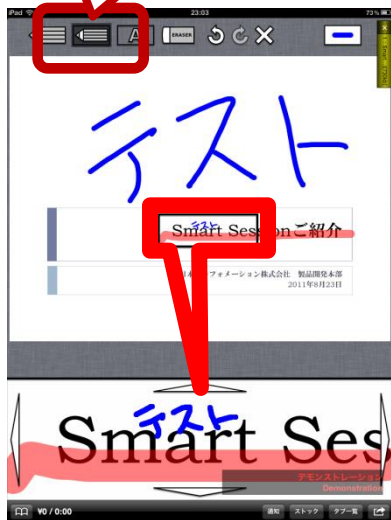 iPad 23:03 73%
A ERASER
テスト
テスト
Smart Sessionご紹介
フォメーション株式会社 製品開発本部
2011年8月23日
テスト
Smart Ses
デモンストレーション
Demonstration
¥0 / 0:00 通知 ストック タブ一覧